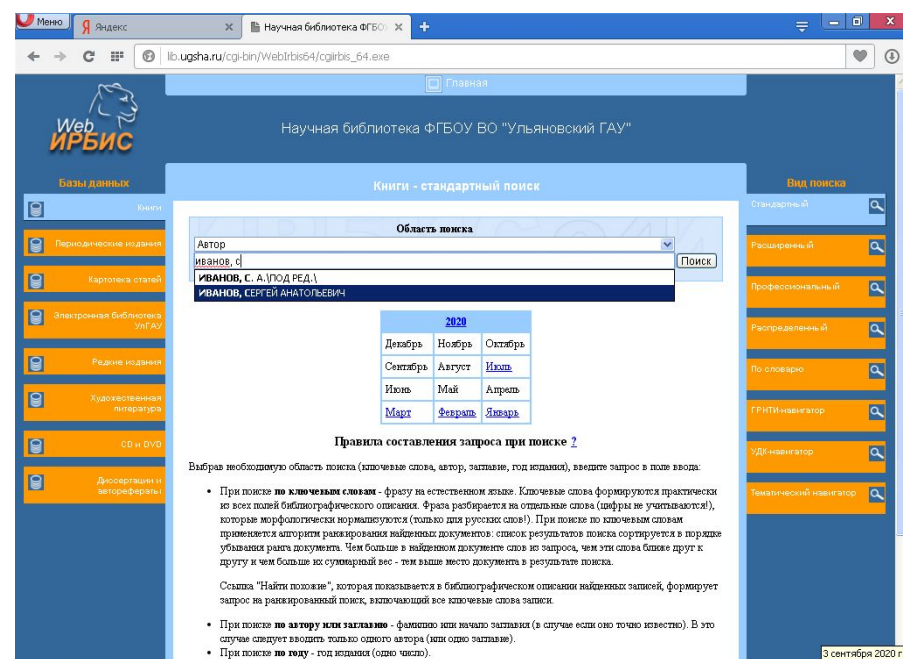 Меню
Яндекс
Научная библиотека ФГБО
lib.ugsha.ru/cgi-bin/WebIrbis64/cgiirbis_64.exe
Главная
Web
ИРБИС
Научная библиотека ФГБОУ ВО "Ульяновский ГАУ"
Базы данных
Книги
Периодические издания
Картотека статей
Электронная библиотека
УлГАУ
Редкие издания
Художественная
литература
CD и DVD
Диссертации и
авторефераты
Книги - стандартный поиск
Область поиска
Автор
иванов, с
Поиск
ИВАНОВ, С. А.\ПОД РЕД.\
ИВАНОВ, СЕРГЕЙ АНАТОЛЬЕВИЧ
2020
Декабрь Ноябрь Октябрь
Сентябрь Август Июль
Июнь Май Апрель
Март Февраль Январь
Правила составления запроса при поиске ?
Выбрав необходимую область поиска (ключевые слова, автор, заглавие, год издания), введите запрос в поле ввода:
• При поиске по ключевым словам - фразу на естественном языке. Ключевые слова формируются практически
из всех полей библиографического описания. Фраза разбирается на отдельные слова (цифры не учитываются!),
которые морфологически нормализуются (только для русских слов!). При поиске по ключевым словам
применяется алгоритм ранжирования найденных документов: список результатов поиска сортируется в порядке
убывания ранга документа. Чем больше в найденном документе слов из запроса, чем эти слова ближе друг к
другу и чем больше их суммарный вес - тем выше место документа в результате поиска.
Ссылка "Найти похожие", которая показывается в библиографическом описании найденных записей, формирует
запрос на ранжированный поиск, включающий все ключевые слова записи.
• При поиске по автору или заглавию - фамилию или начало заглавия (в случае если оно точно известно). В это
случае следует вводить только одного автора (или одно заглавие).
• При поиске по году - год издания (одно число).
Вид поиска
Стандартный
Расширенный
Профессиональный
Распределенный
По словарю
ГРНТИ-навигатор
УДК-навигатор
Тематический навигатор
3 сентября 2020 г